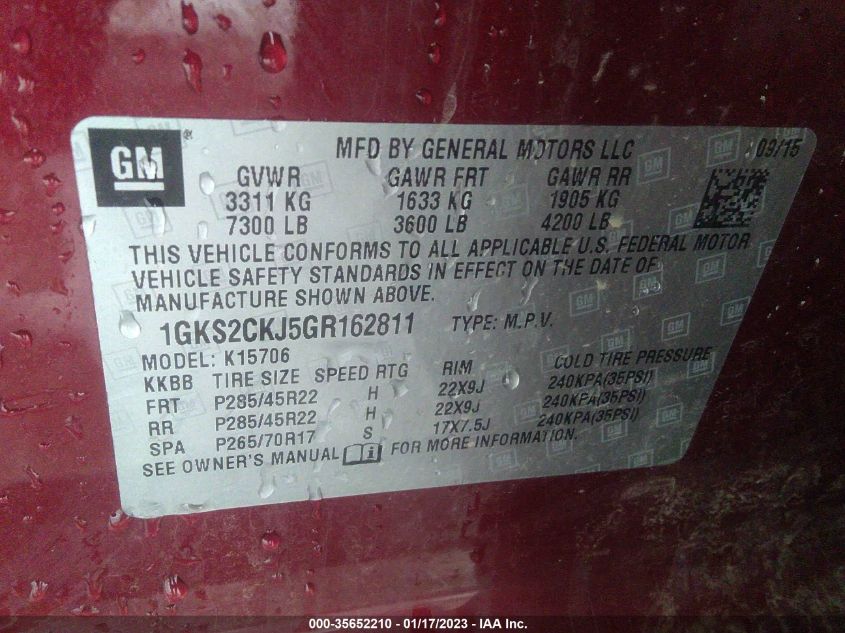 GM®
MFD BY GENERAL MOTORS LLC 09/15
GVWR GAWR FRT GAWR RR
3311 KG 1633 KG 1905 KG
7300 LB 3600 LB 4200 LB
THIS VEHICLE CONFORMS TO ALL APPLICABLE U.S. FEDERAL MOTOR
VEHICLE SAFETY STANDARDS IN EFFECT ON THE DATE OF
MANUFACTURE SHOWN ABOVE.
1GKS2CKJ5GR162811 TYPE: M.P.V.
MODEL: K15706
KKBB TIRE SIZE SPEED RTG RIM COLD TIRE PRESSURE
FRT P285/45R22 H 22X9J 240KPA(35PSI)
RR P285/45R22 H 22X9J 240KPA(35PSI)
SPA P265/70R17 S 17X7.5J 240KPA(35PSI)
SEE OWNER'S MANUAL FOR MORE INFORMATION.
000-35652210 - 01/17/2023 - IAA Inc.